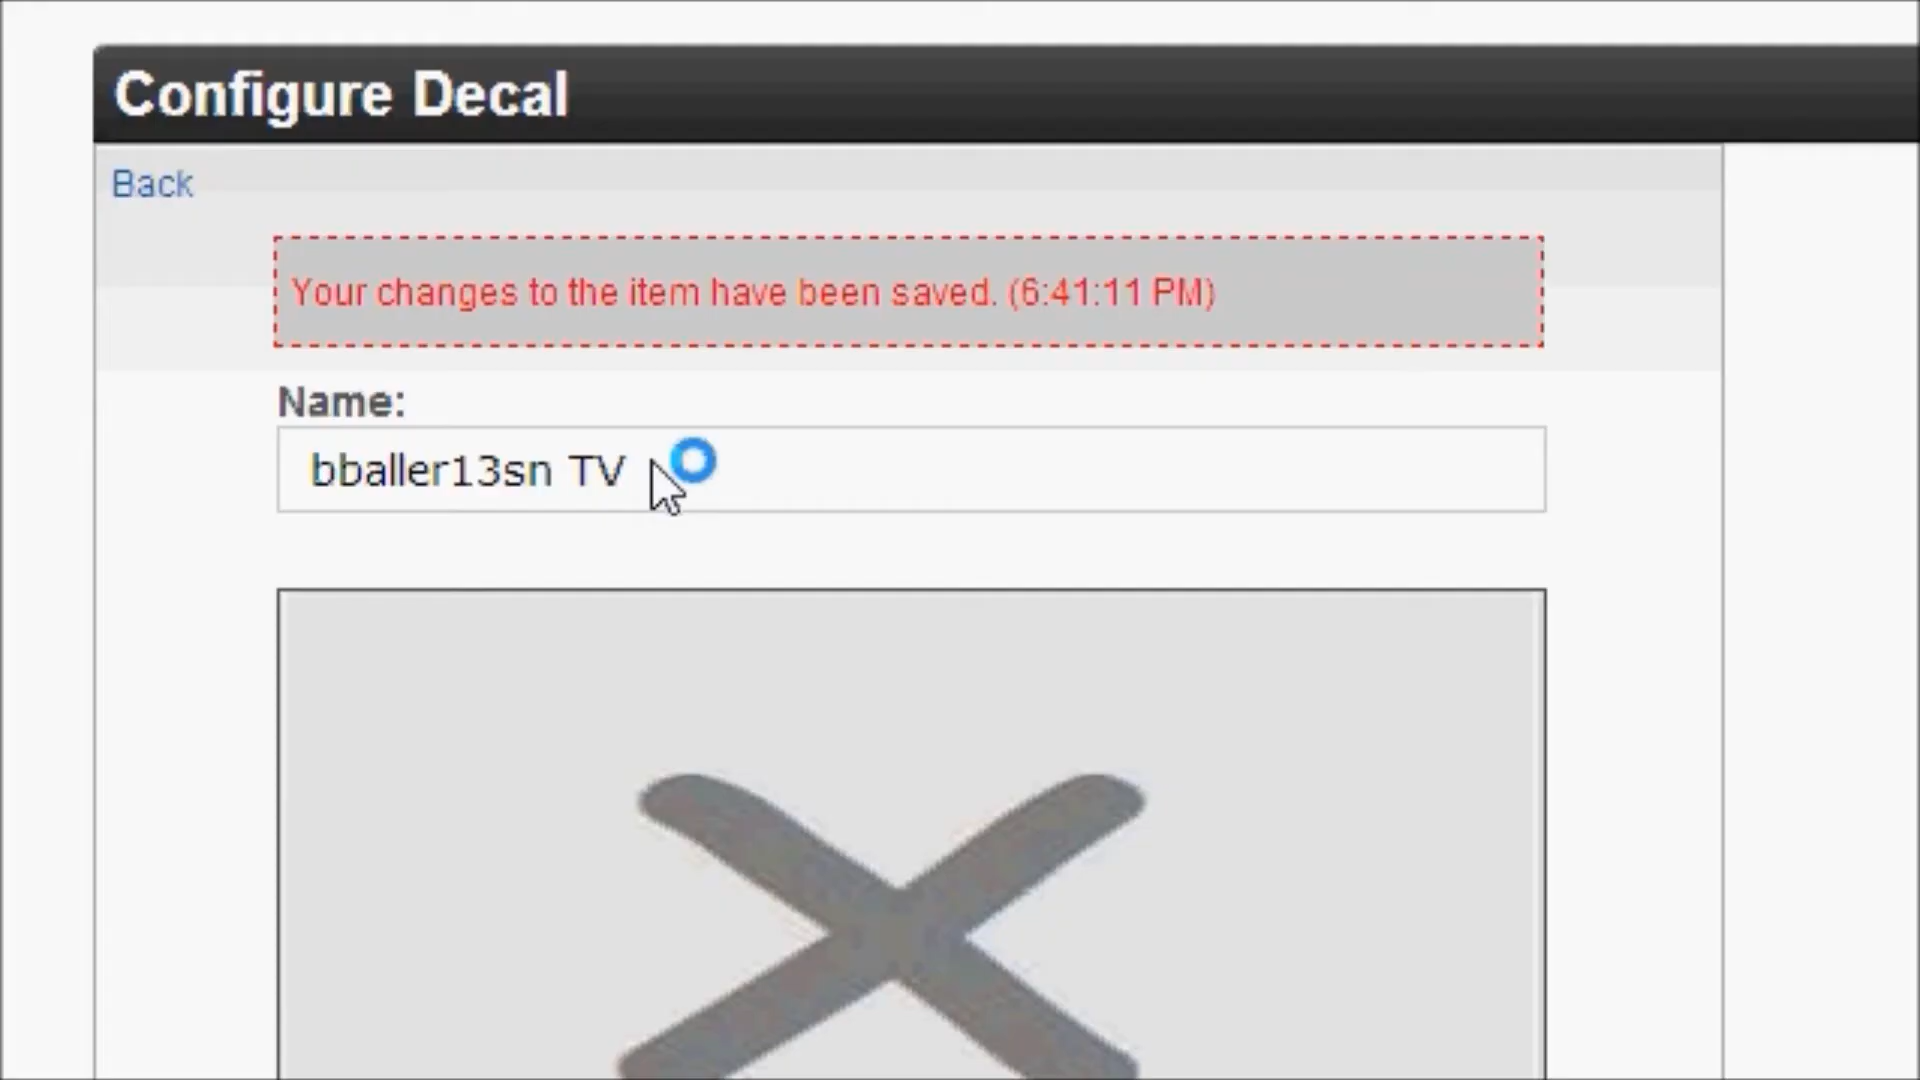 Configure Decal
Back
Your changes to the item have been saved. (6:41:11 PM)
Name:
bballer13sn TV